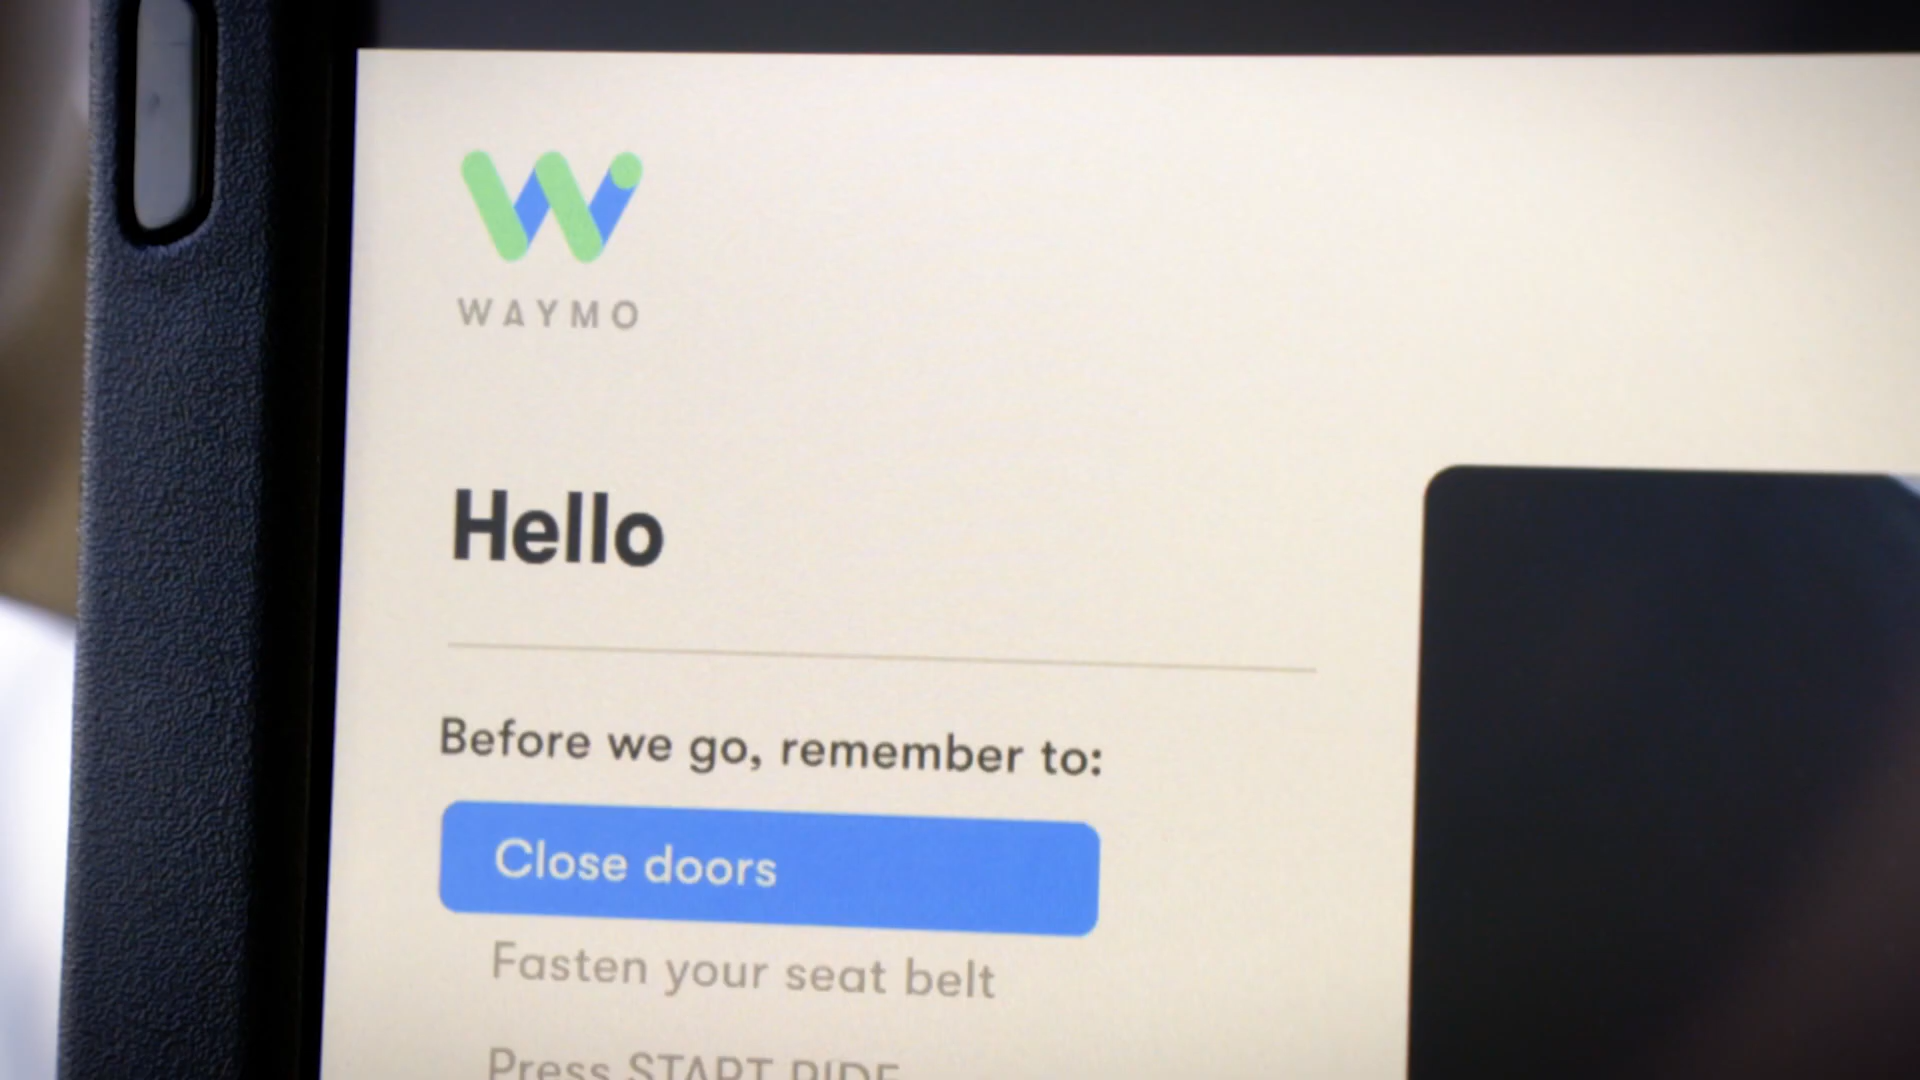 WAYMO
Hello
Before we go, remember to:
Close doors
Fasten your seat belt
Press START RIDE